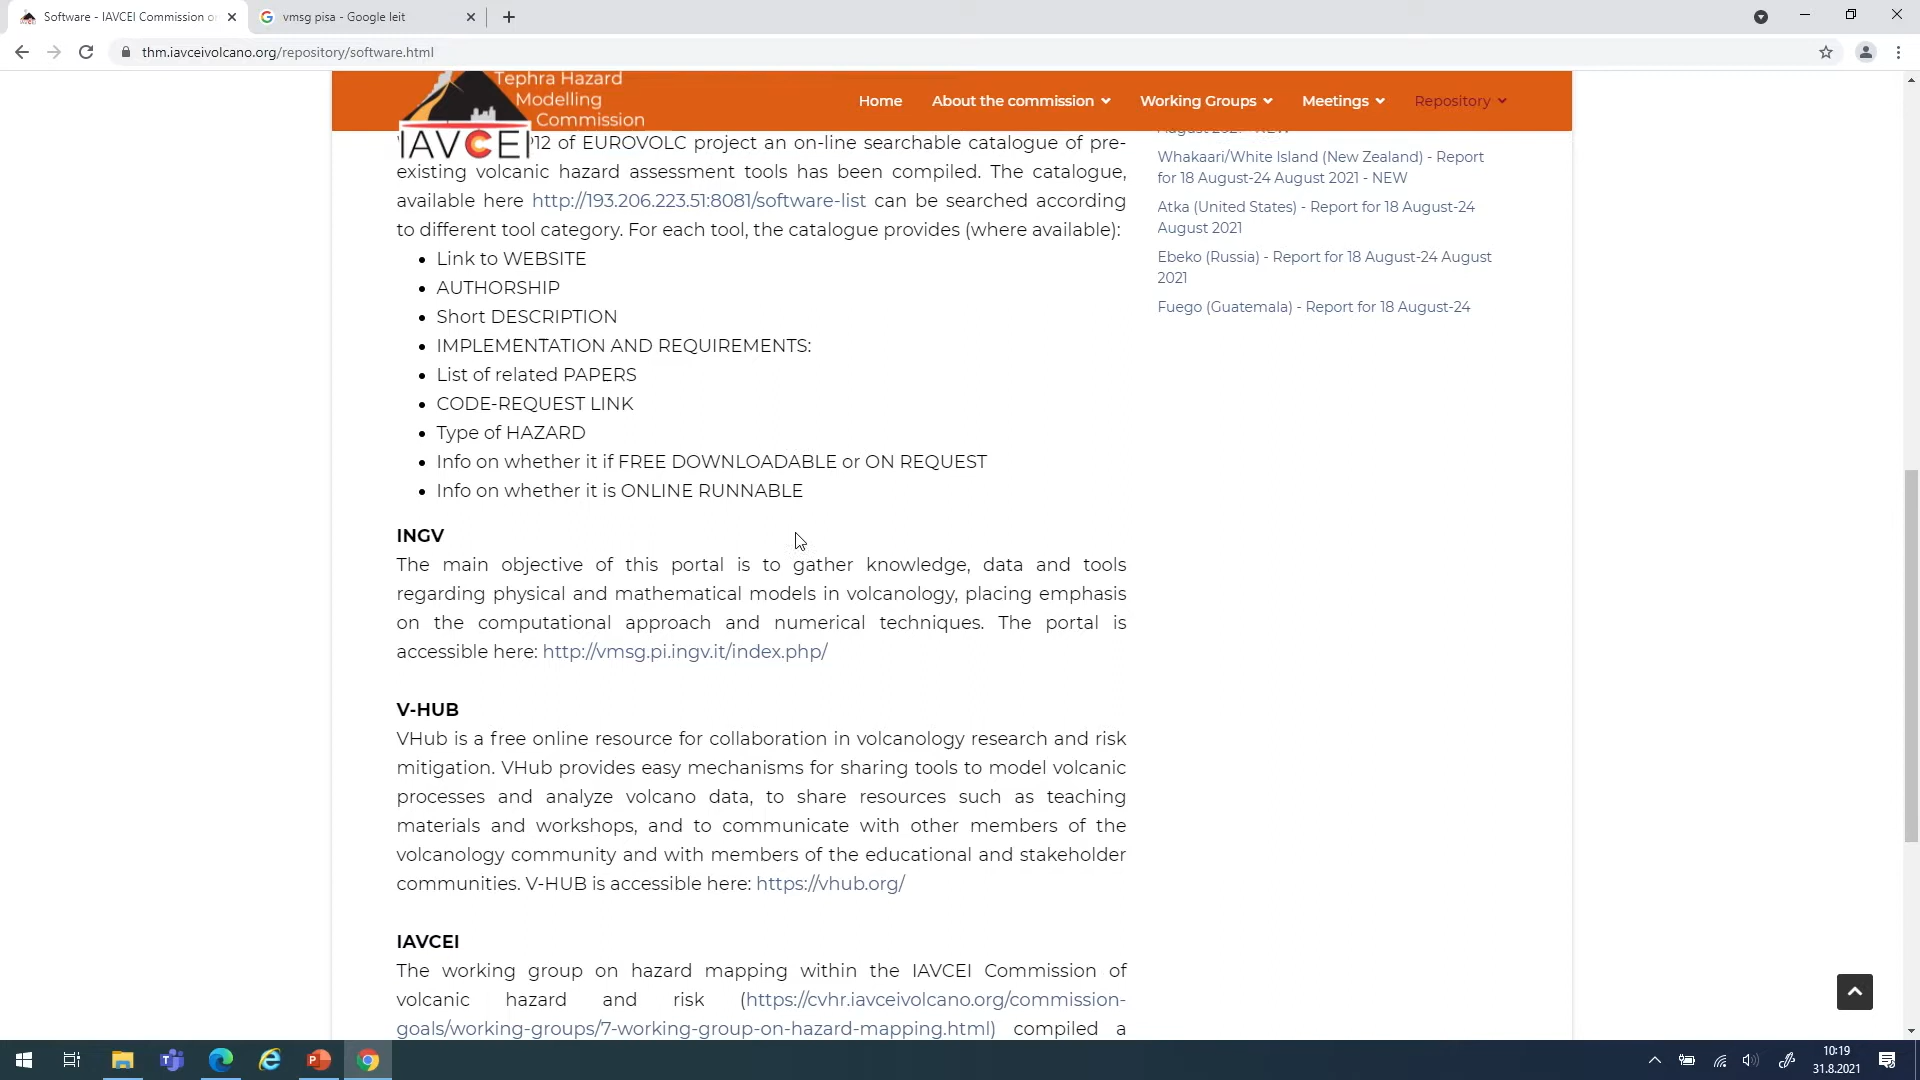 Software - IAVCEI Commission o
vmsg pisa - Google leit
thm.iavceivolcano.org/repository/software.html
Tephra Hazard
Modelling
Commission
IAVCEI
Home
About the commission
Working Groups
Meetings
Repository
P12 of EUROVOLC project an on-line searchable catalogue of pre-
existing volcanic hazard assessment tools has been compiled. The catalogue,
available here http://193.206.223.51:8081/software-list can be searched according
to different tool category. For each tool, the catalogue provides (where available):
• Link to WEBSITE
• AUTHORSHIP
• Short DESCRIPTION
• IMPLEMENTATION AND REQUIREMENTS:
• List of related PAPERS
• CODE-REQUEST LINK
• Type of HAZARD
• Info on whether it if FREE DOWNLOADABLE or ON REQUEST
• Info on whether it is ONLINE RUNNABLE
INGV
The main objective of this portal is to gather knowledge, data and tools
regarding physical and mathematical models in volcanology, placing emphasis
on the computational approach and numerical techniques. The portal is
accessible here: http://vmsg.pi.ingv.it/index.php/
V-HUB
VHub is a free online resource for collaboration in volcanology research and risk
mitigation. VHub provides easy mechanisms for sharing tools to model volcanic
processes and analyze volcano data, to share resources such as teaching
materials and workshops, and to communicate with other members of the
volcanology community and with members of the educational and stakeholder
communities. V-HUB is accessible here: https://vhub.org/
IAVCEI
The working group on hazard mapping within the IAVCEI Commission of
volcanic hazard and risk (https://cvhr.iavceivolcano.org/commission-
goals/working-groups/7-working-group-on-hazard-mapping.html) compiled a
August 2021 - NEW
Whakaari/White Island (New Zealand) - Report
for 18 August-24 August 2021 - NEW
Atka (United States) - Report for 18 August-24
August 2021
Ebeko (Russia) - Report for 18 August-24 August
2021
Fuego (Guatemala) - Report for 18 August-24
10:19
31.8.2021